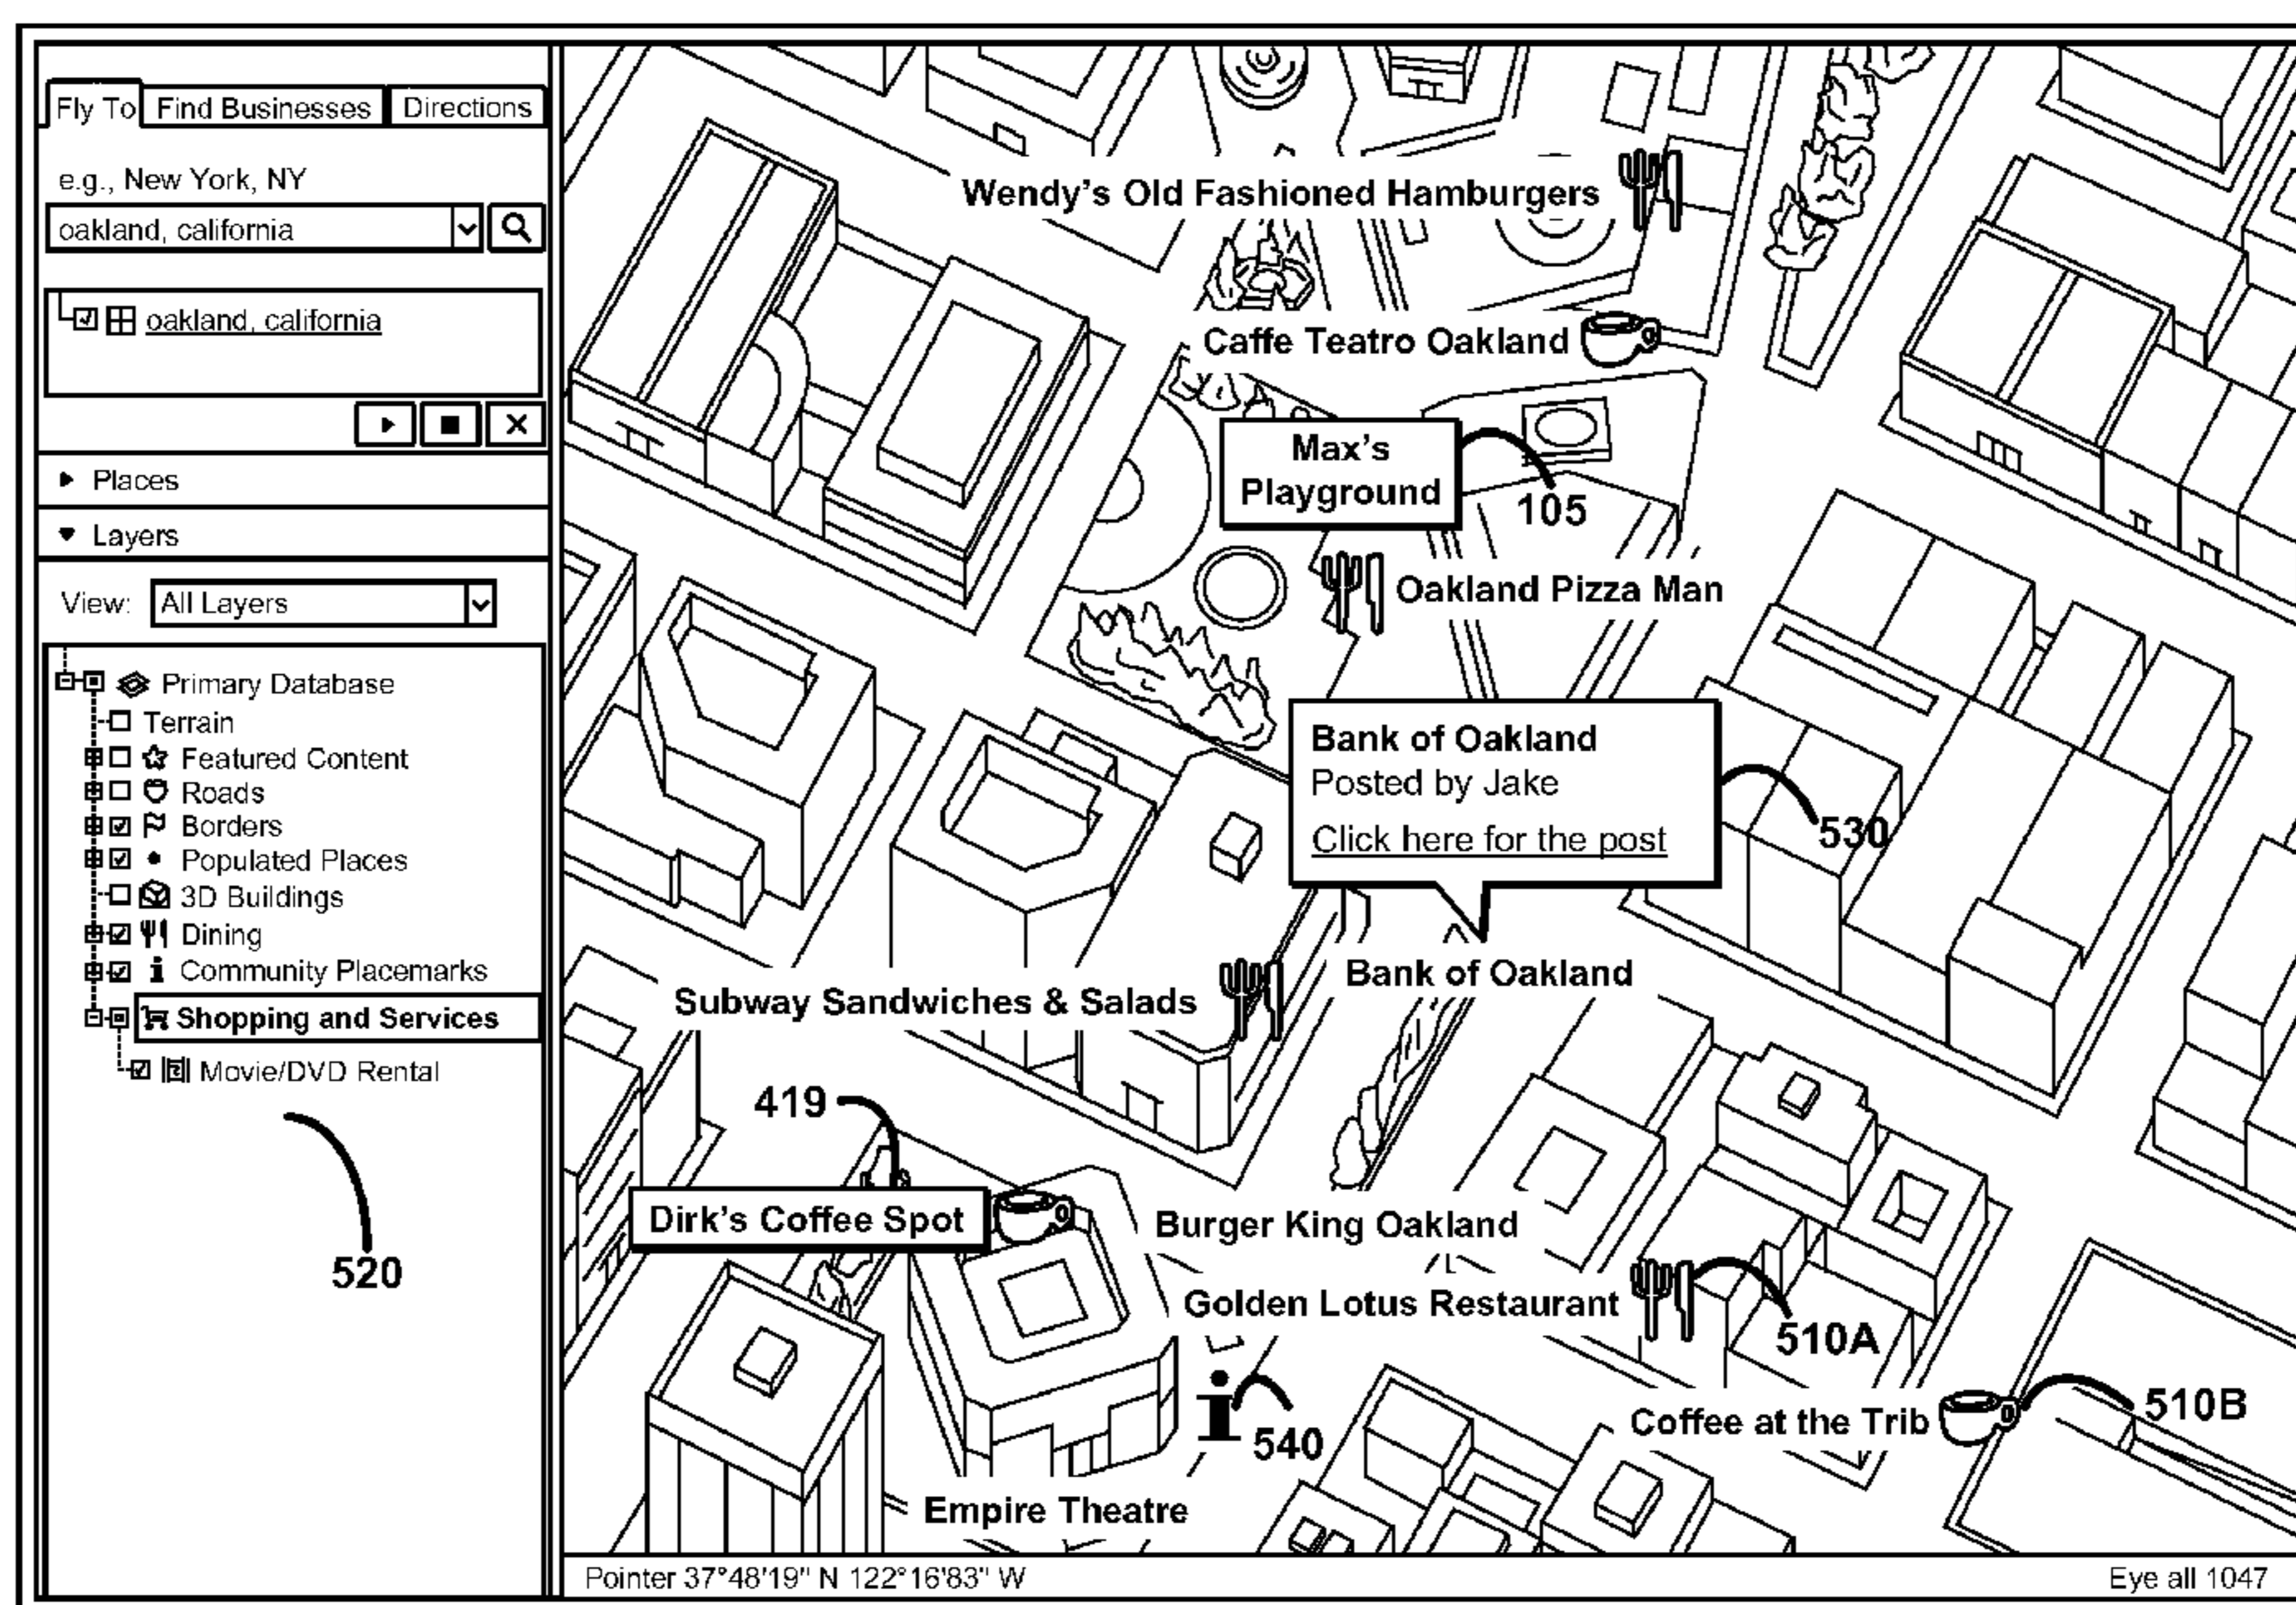 Fly To Find Businesses Directions
e.g., New York, NY
oakland, california
oakland, california
Places
Layers
View: All Layers
Primary Database
Terrain
Featured Content
Roads
Borders
Populated Places
3D Buildings
Dining
Community Placemarks
Shopping and Services
Movie/DVD Rental
520
Wendy's Old Fashioned Hamburgers
Caffe Teatro Oakland
Max's
Playground
105
Oakland Pizza Man
Bank of Oakland
Posted by Jake
Click here for the post
530
Bank of Oakland
Subway Sandwiches & Salads
419
Dirk's Coffee Spot
Burger King Oakland
Golden Lotus Restaurant
510A
540
Coffee at the Trib
510B
Empire Theatre
Pointer 37°48'19" N 122°16'83" W
Eye all 1047